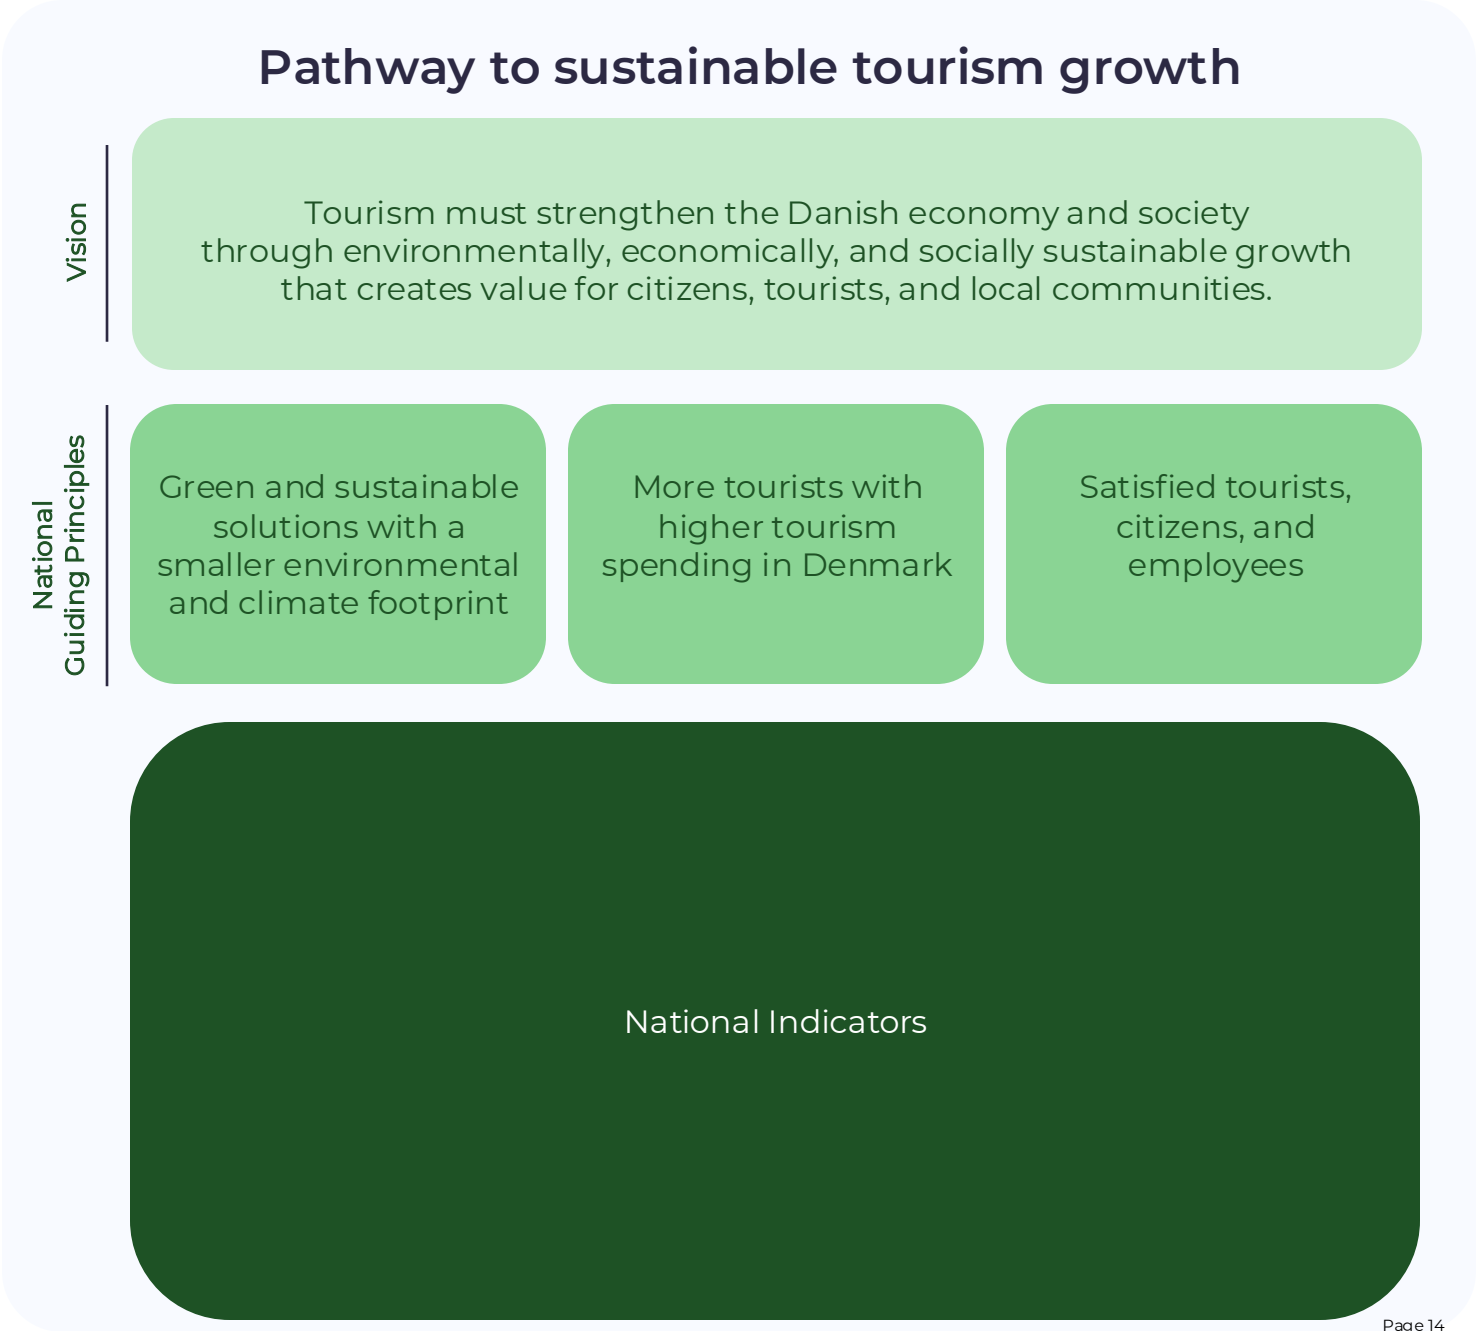 Pathway to sustainable tourism growth
Vision
Tourism must strengthen the Danish economy and society
through environmentally, economically, and socially sustainable growth
that creates value for citizens, tourists, and local communities.
National
Guiding Principles
Green and sustainable
solutions with a
smaller environmental
and climate footprint
More tourists with
higher tourism
spending in Denmark
Satisfied tourists,
citizens, and
employees
National Indicators
Page 14